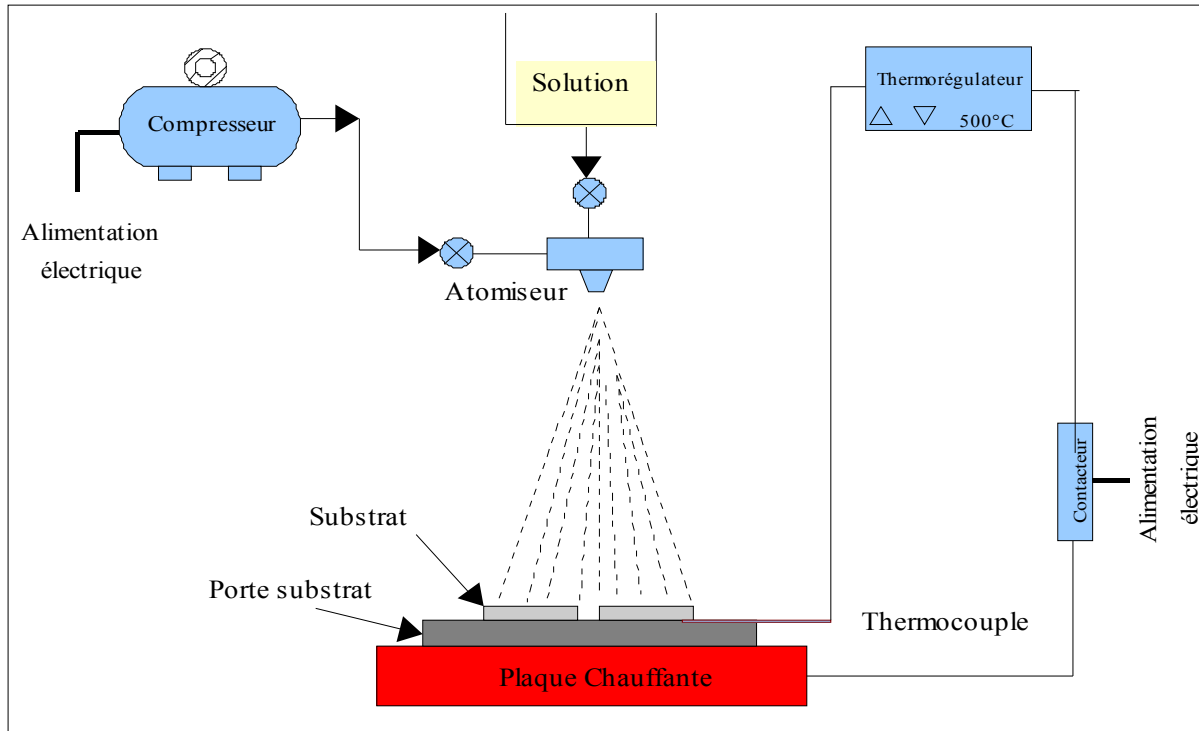 Solution
Thermorégulateur
500°C
Compresseur
Alimentation
électrique
Atomiseur
Contacteur
Alimentation
électrique
Substrat
Porte substrat
Thermocouple
Plaque Chauffante